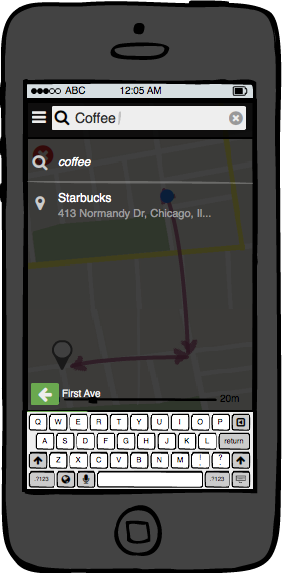 ABC 12:05 AM
Coffee
coffee
Starbucks
413 Normandy Dr, Chicago, Il...
First Ave
20m
Q W E R T Y U I O P
A S D F G H J K L return
Z X C V B N M ! , ? .
.?123 .?123